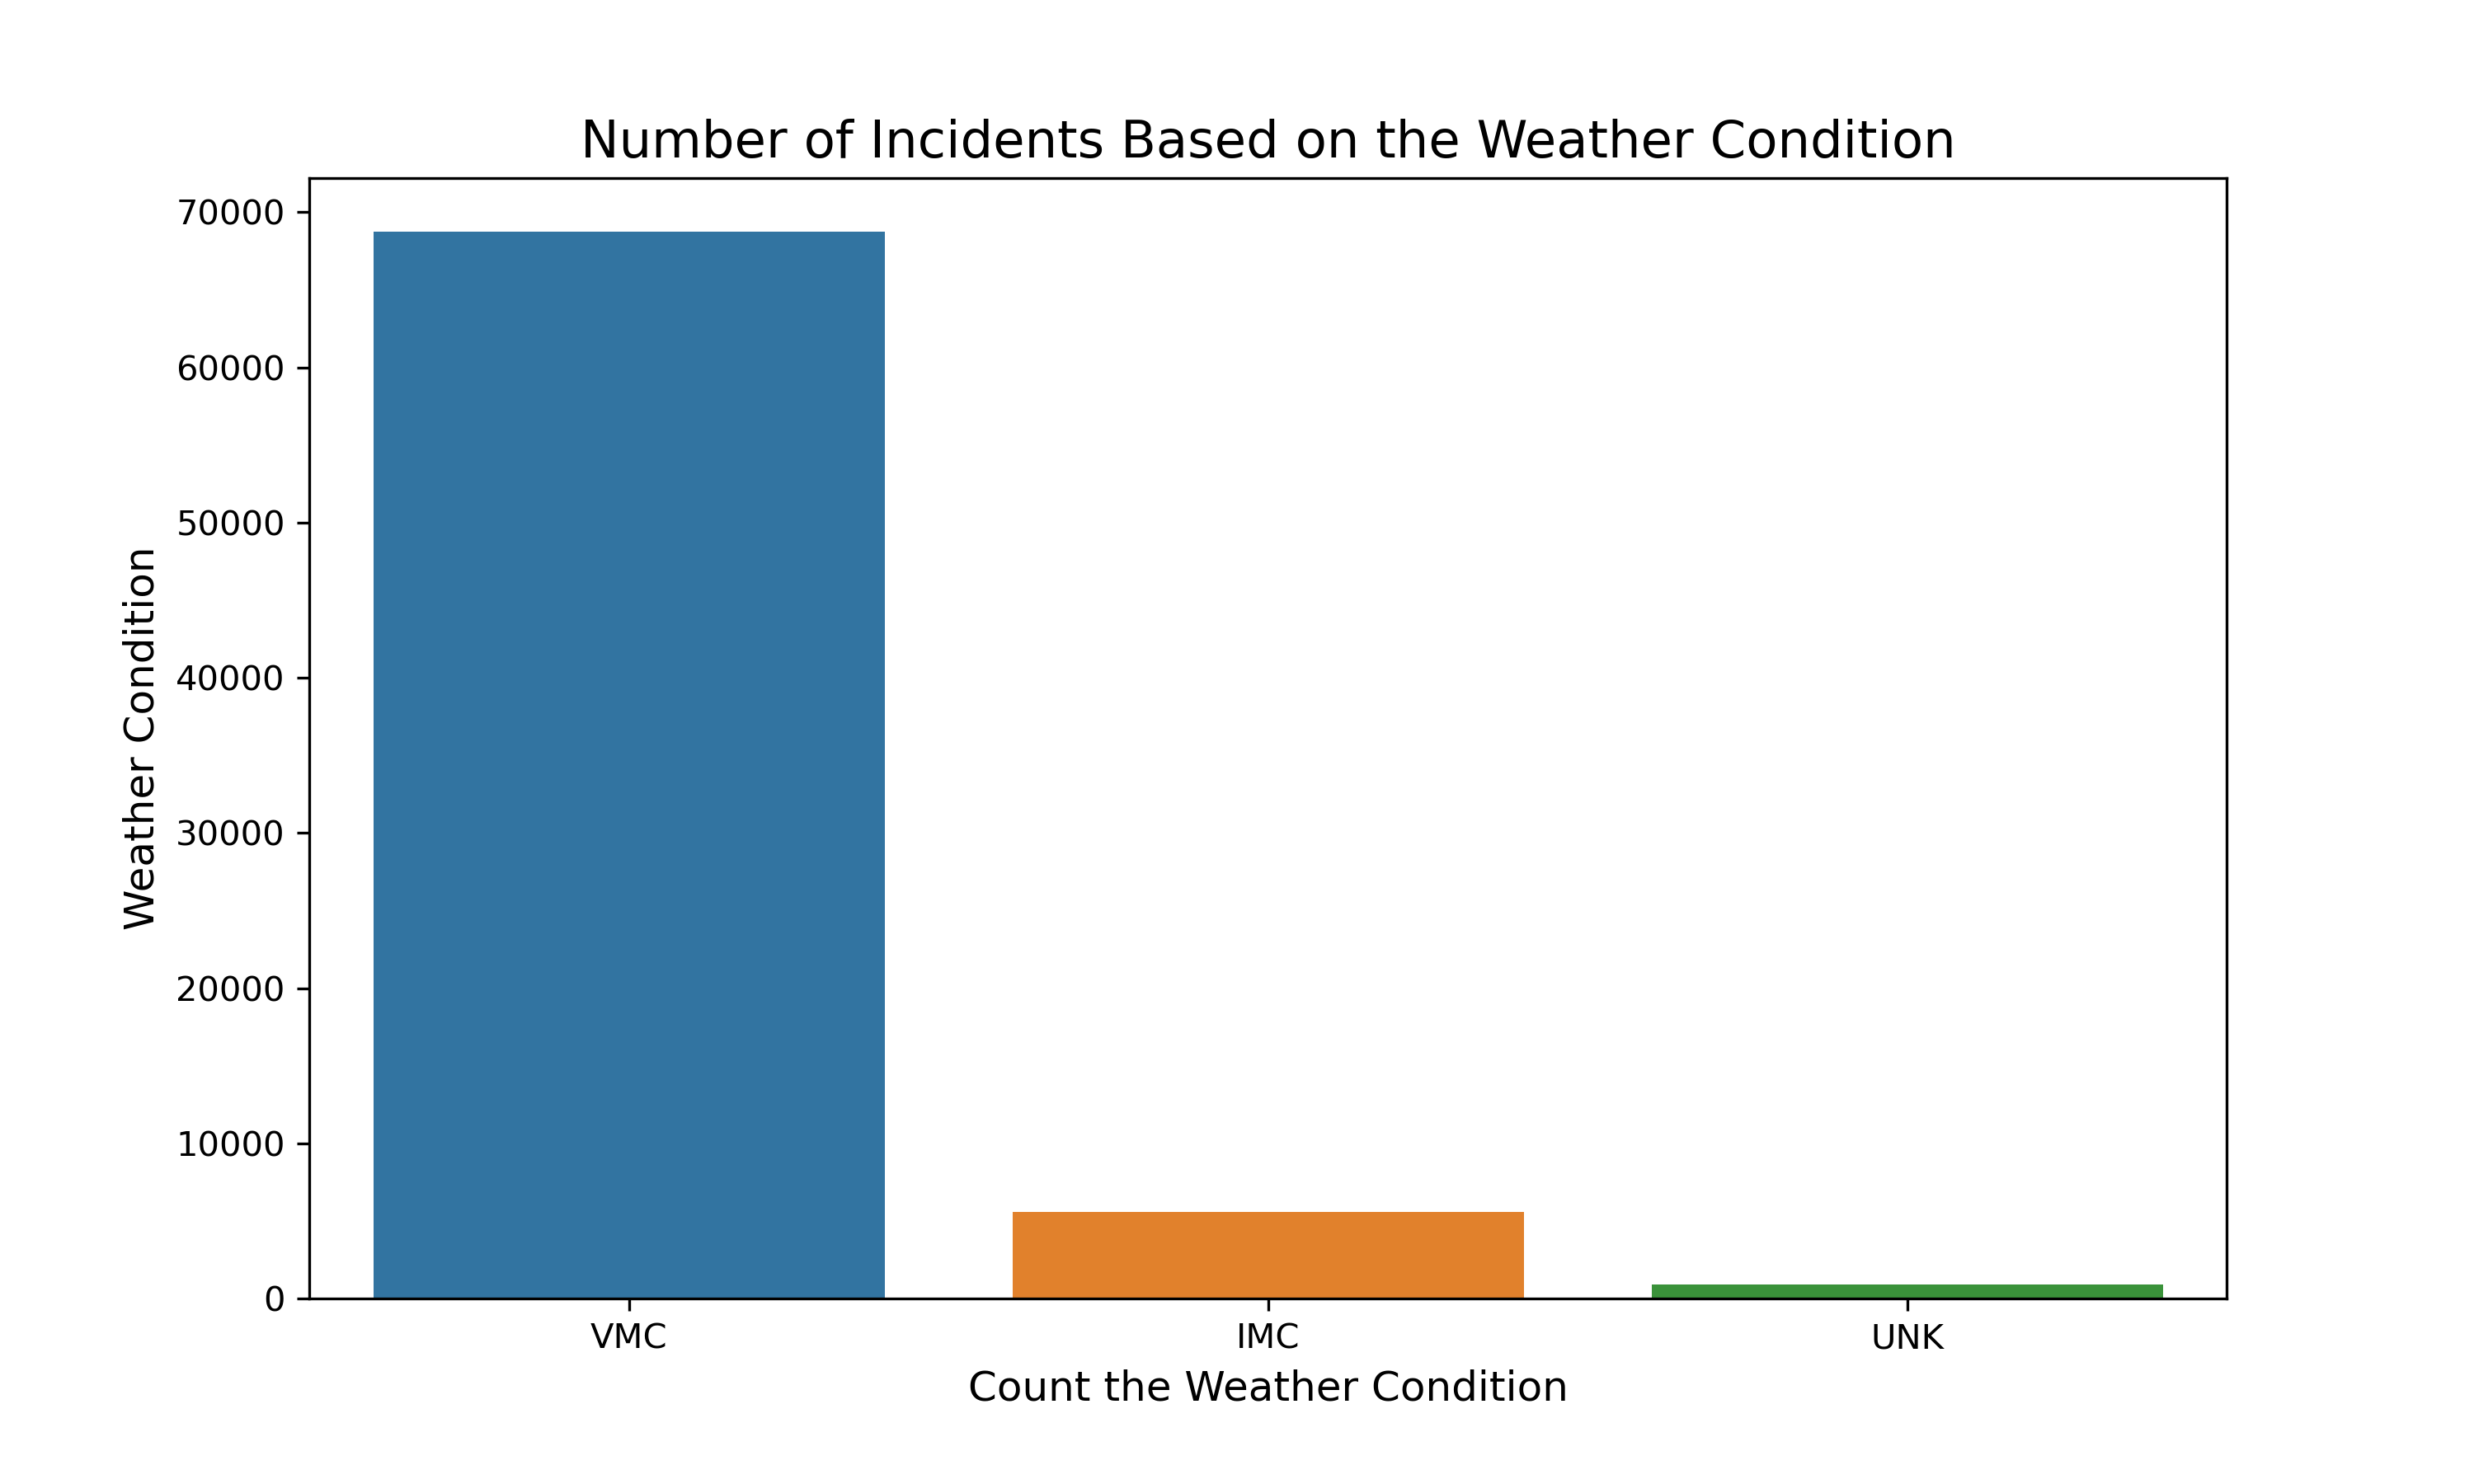 Number of Incidents Based on the Weather Condition
70000
60000
50000
40000
30000
20000
10000
0
Weather Condition
VMC IMC UNK
Count the Weather Condition